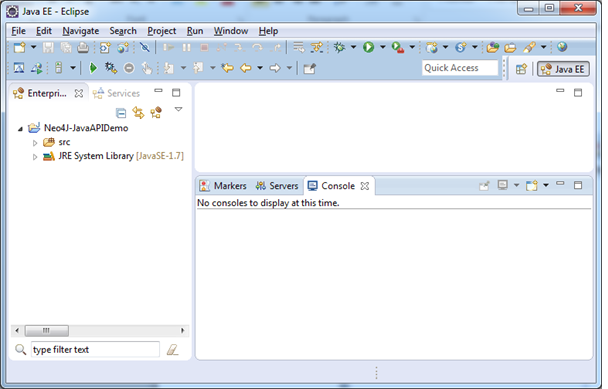 Java EE - Eclipse
File Edit Navigate Search Project Run Window Help
Quick Access
Java EE
Enterpri...
Services
Neo4J-JavaAPIDemo
src
JRE System Library [JavaSE-1.7]
type filter text
Markers
Servers
Console
No consoles to display at this time.